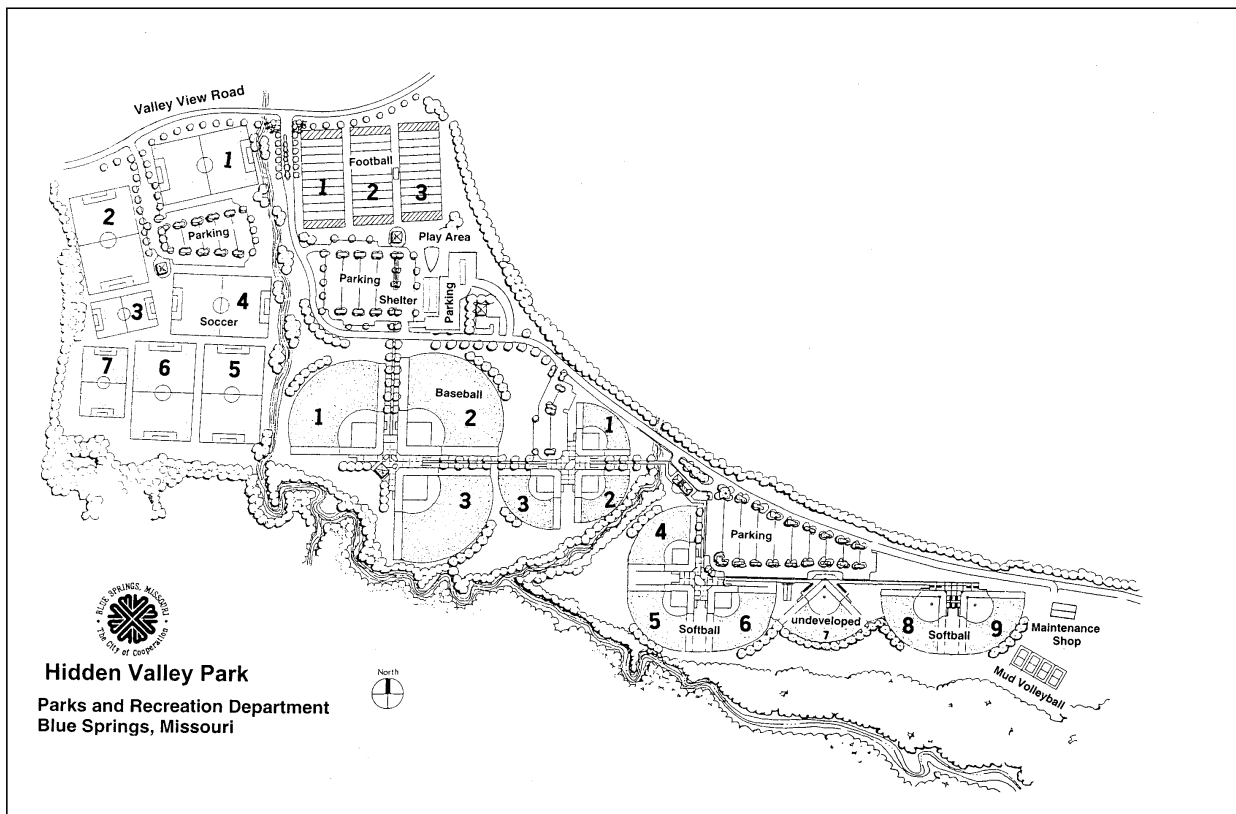 Valley View Road
1
2
Parking
3
4
Soccer
7
6
5
Football
1
2
3
Play Area
Parking
Shelter
Parking
Baseball
1
2
3
1
2
3
4
Parking
5
Softball
6
undeveloped
7
8
Softball
9
Maintenance
Shop
Mud Volleyball
BLUE SPRINGS, MISSOURI
The City of Cooperation
Hidden Valley Park
Parks and Recreation Department
Blue Springs, Missouri
North